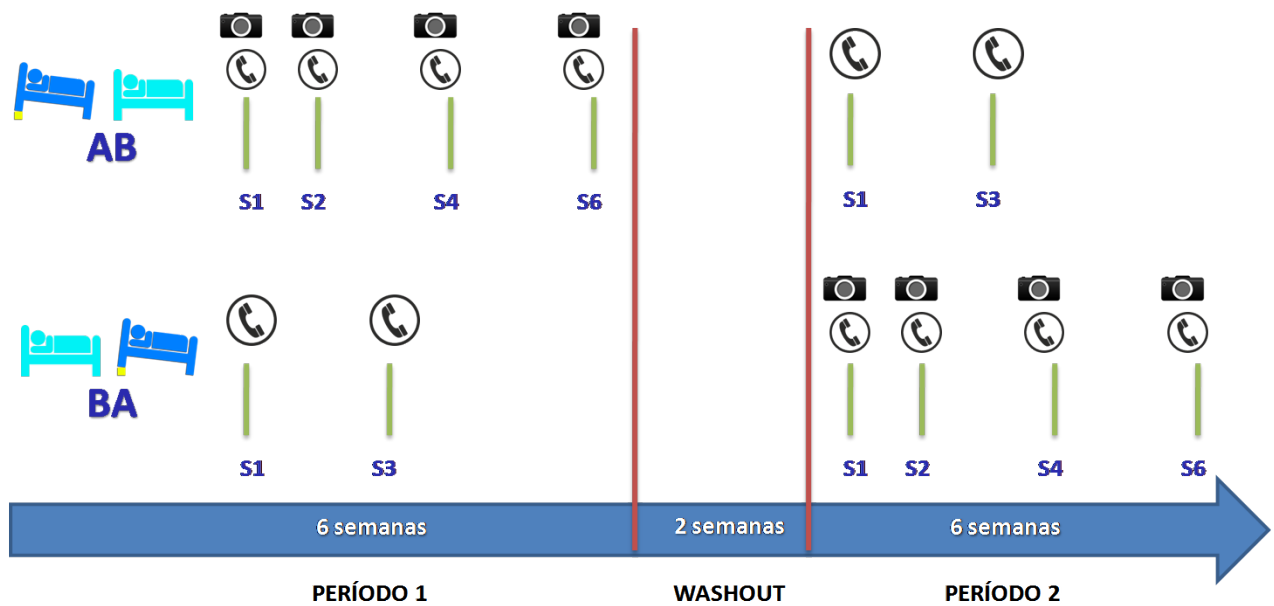 AB
S1 S2 S4 S6
S1 S3
BA
S1 S3
S1 S2 S4 S6
6 semanas
2 semanas
6 semanas
PERÍODO 1
WASHOUT
PERÍODO 2